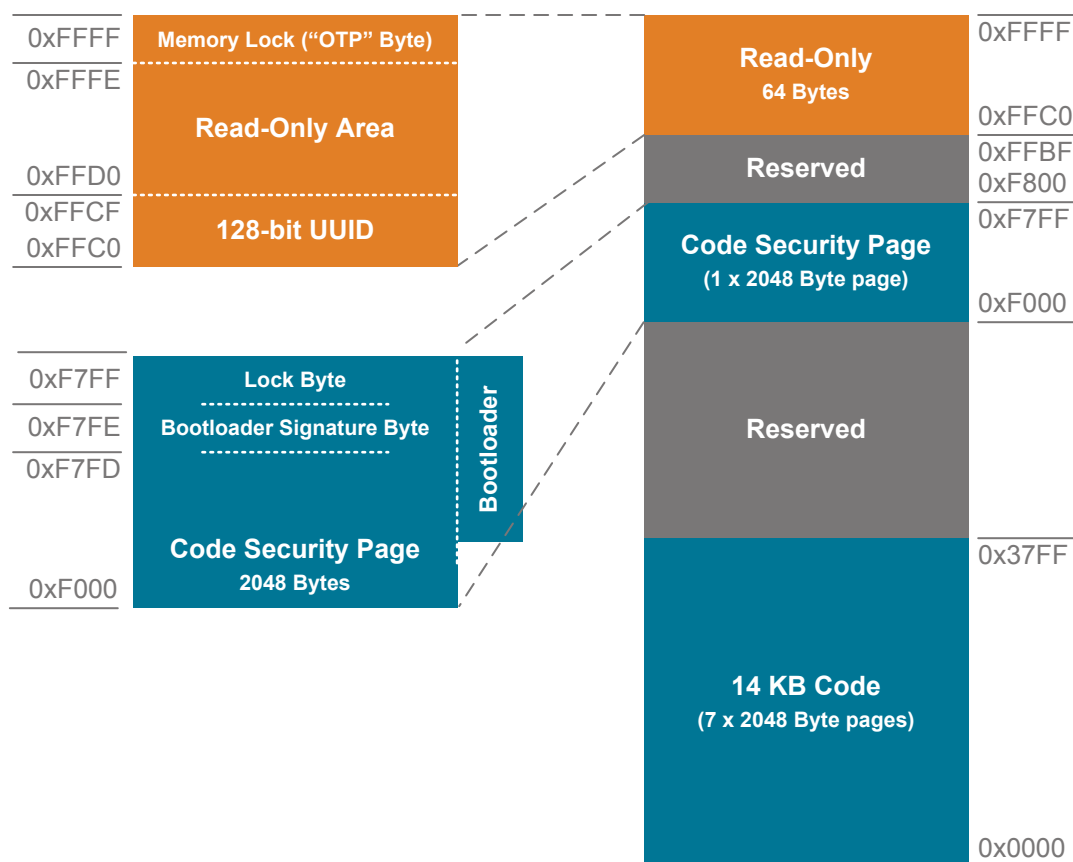 0xFFFF
Memory Lock (“OTP” Byte)
0xFFFE
Read-Only Area
0xFFD0
0xFFCF
128-bit UUID
0xFFC0
0xF7FF
Lock Byte
0xF7FE
Bootloader Signature Byte
0xF7FD
Bootloader
Code Security Page
2048 Bytes
0xF000
0xFFFF
Read-Only
64 Bytes
0xFFC0
0xFFBF
Reserved
0xF800
0xF7FF
Code Security Page
(1 x 2048 Byte page)
0xF000
Reserved
0x37FF
14 KB Code
(7 x 2048 Byte pages)
0x0000